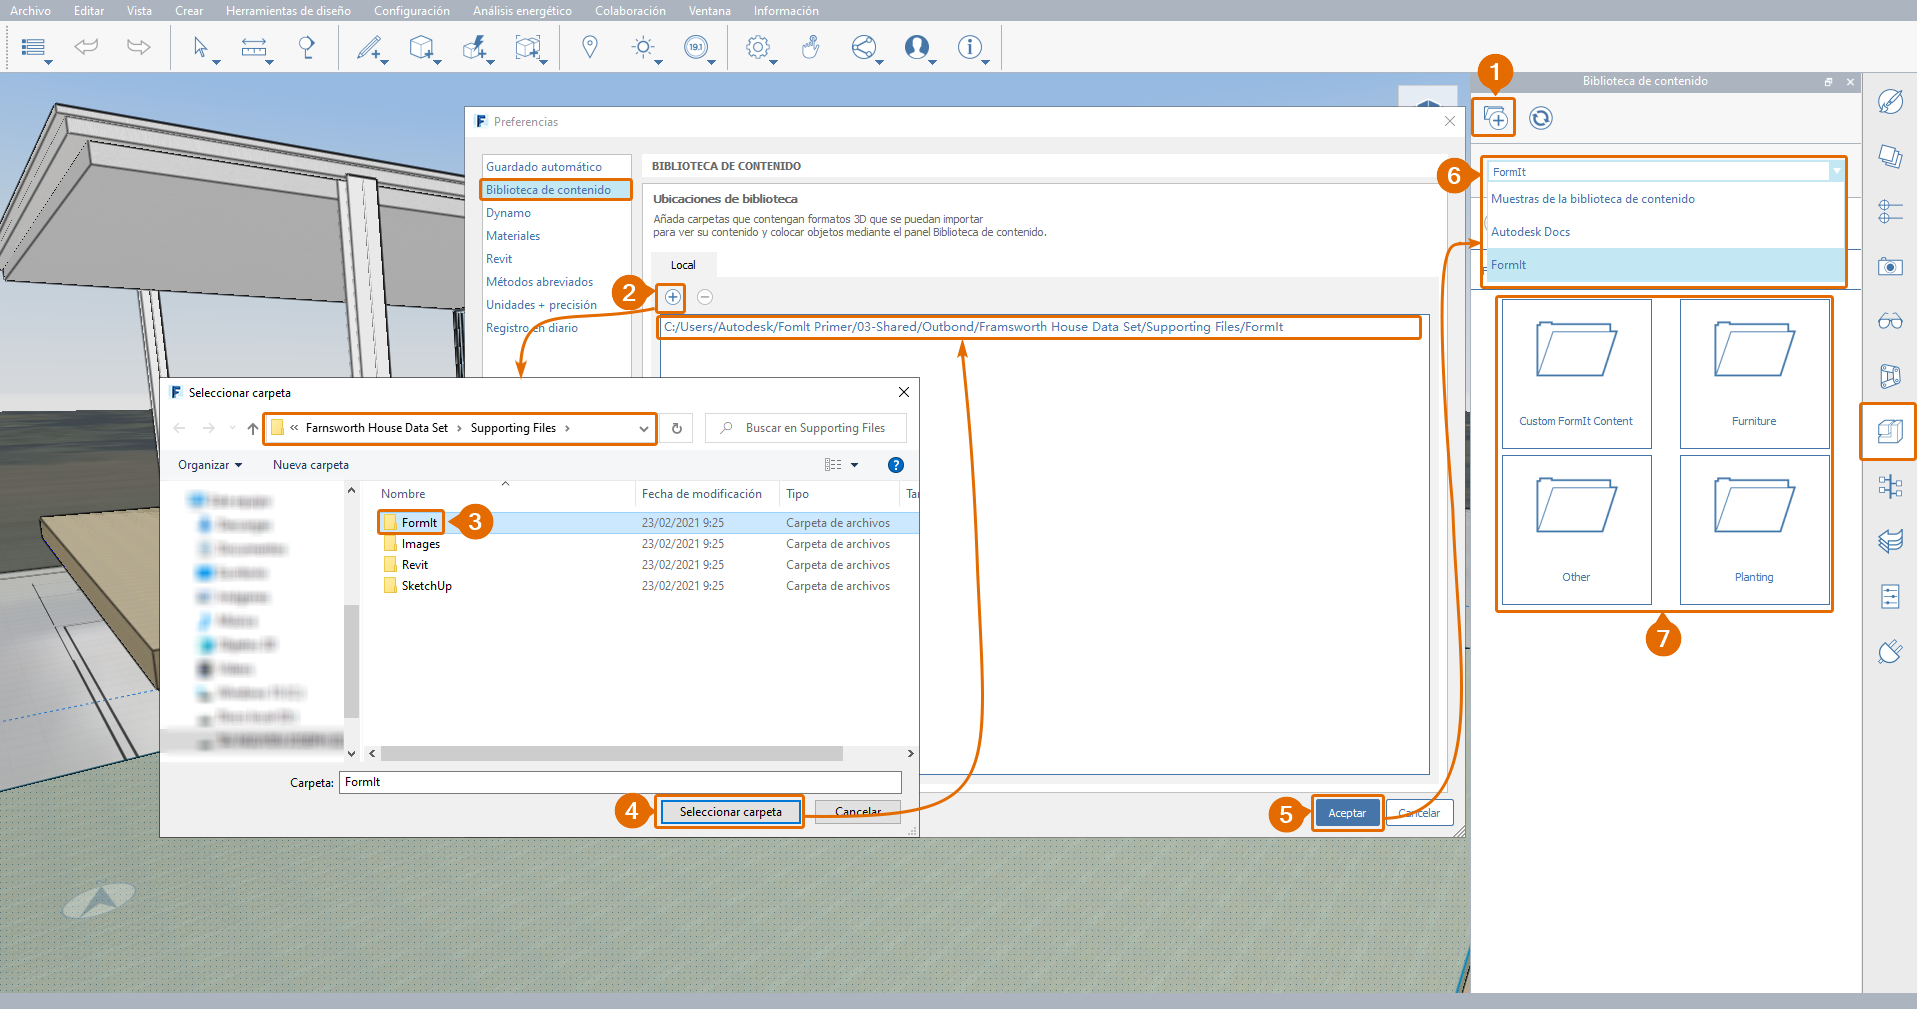 Archivo Editar Vista Crear Herramientas de diseño Configuración Análisis energético Colaboración Ventana Información
19.1
1
Biblioteca de contenido
6
FormIt
Muestras de la biblioteca de contenido
Autodesk Docs
FormIt
Custom FormIt Content
Furniture
Other
Planting
7
Preferencias
Guardado automático
Biblioteca de contenido
Dynamo
Materiales
Revit
Métodos abreviados
Unidades + precisión
Registro en diario
BIBLIOTECA DE CONTENIDO
Ubicaciones de biblioteca
Añada carpetas que contengan formatos 3D que se puedan importar
para ver su contenido y colocar objetos mediante el panel Biblioteca de contenido.
Local
2
C:/Users/Autodesk/FomIt Primer/03-Shared/Outbond/Framsworth House Data Set/Supporting Files/FormIt
Seleccionar carpeta
« Farnsworth House Data Set › Supporting Files ›
Buscar en Supporting Files
Organizar
Nueva carpeta
Nombre Fecha de modificación Tipo Tar
FormIt 23/02/2021 9:25 Carpeta de archivos
3
Images 23/02/2021 9:25 Carpeta de archivos
Revit 23/02/2021 9:25 Carpeta de archivos
SketchUp 23/02/2021 9:25 Carpeta de archivos
Carpeta: FormIt
4
Seleccionar carpeta
Cancelar
5
Aceptar
Cancelar